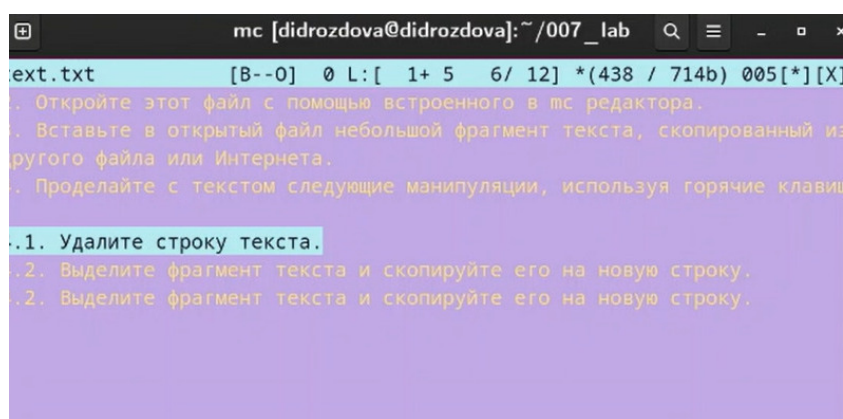 mc [didrozdova@didrozdova]:~/007_lab
ext.txt [B--O] 0 L:[ 1+ 5 6/ 12] *(438 / 714b) 005[*][X]
. Откройте этот файл с помощью встроенного в mc редактора.
. Вставьте в открытый файл небольшой фрагмент текста, скопированный из
ругого файла или Интернета.
. Проделайте с текстом следующие манипуляции, используя горячие клавиш
.1. Удалите строку текста.
.2. Выделите фрагмент текста и скопируйте его на новую строку.
.2. Выделите фрагмент текста и скопируйте его на новую строку.